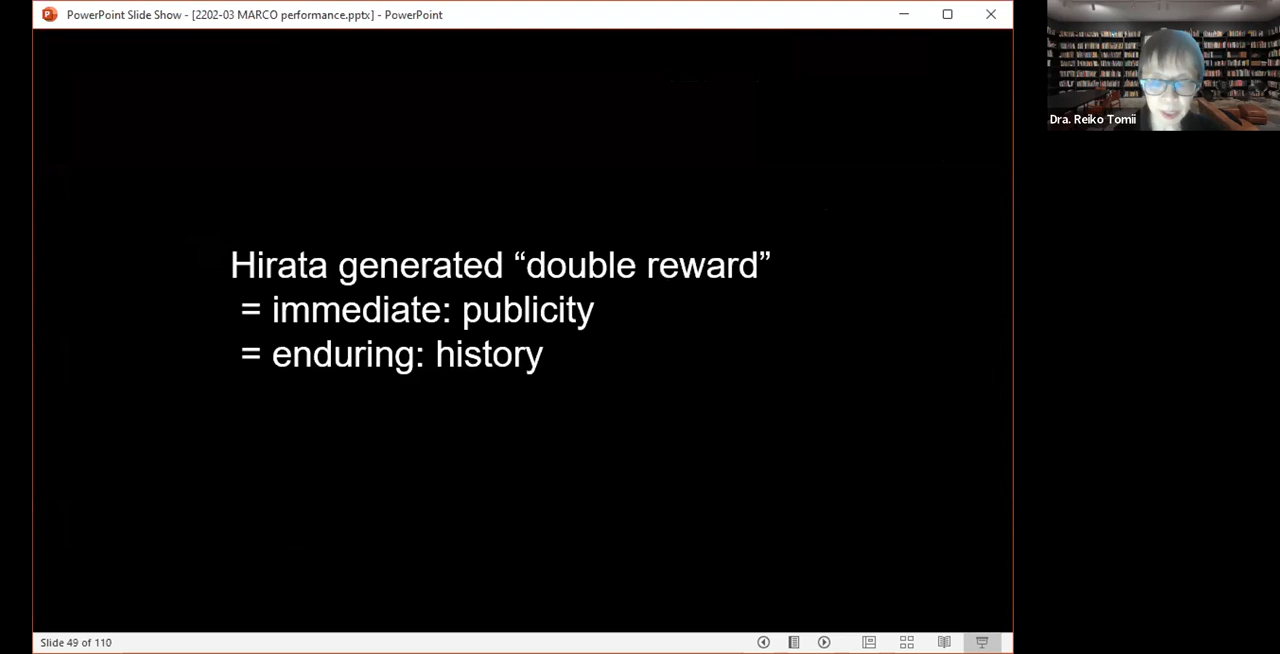 PowerPoint Slide Show - [2202-03 MARCO performance.pptx] - PowerPoint
Dra. Reiko Tomii
Hirata generated “double reward”
= immediate: publicity
= enduring: history
Slide 49 of 110